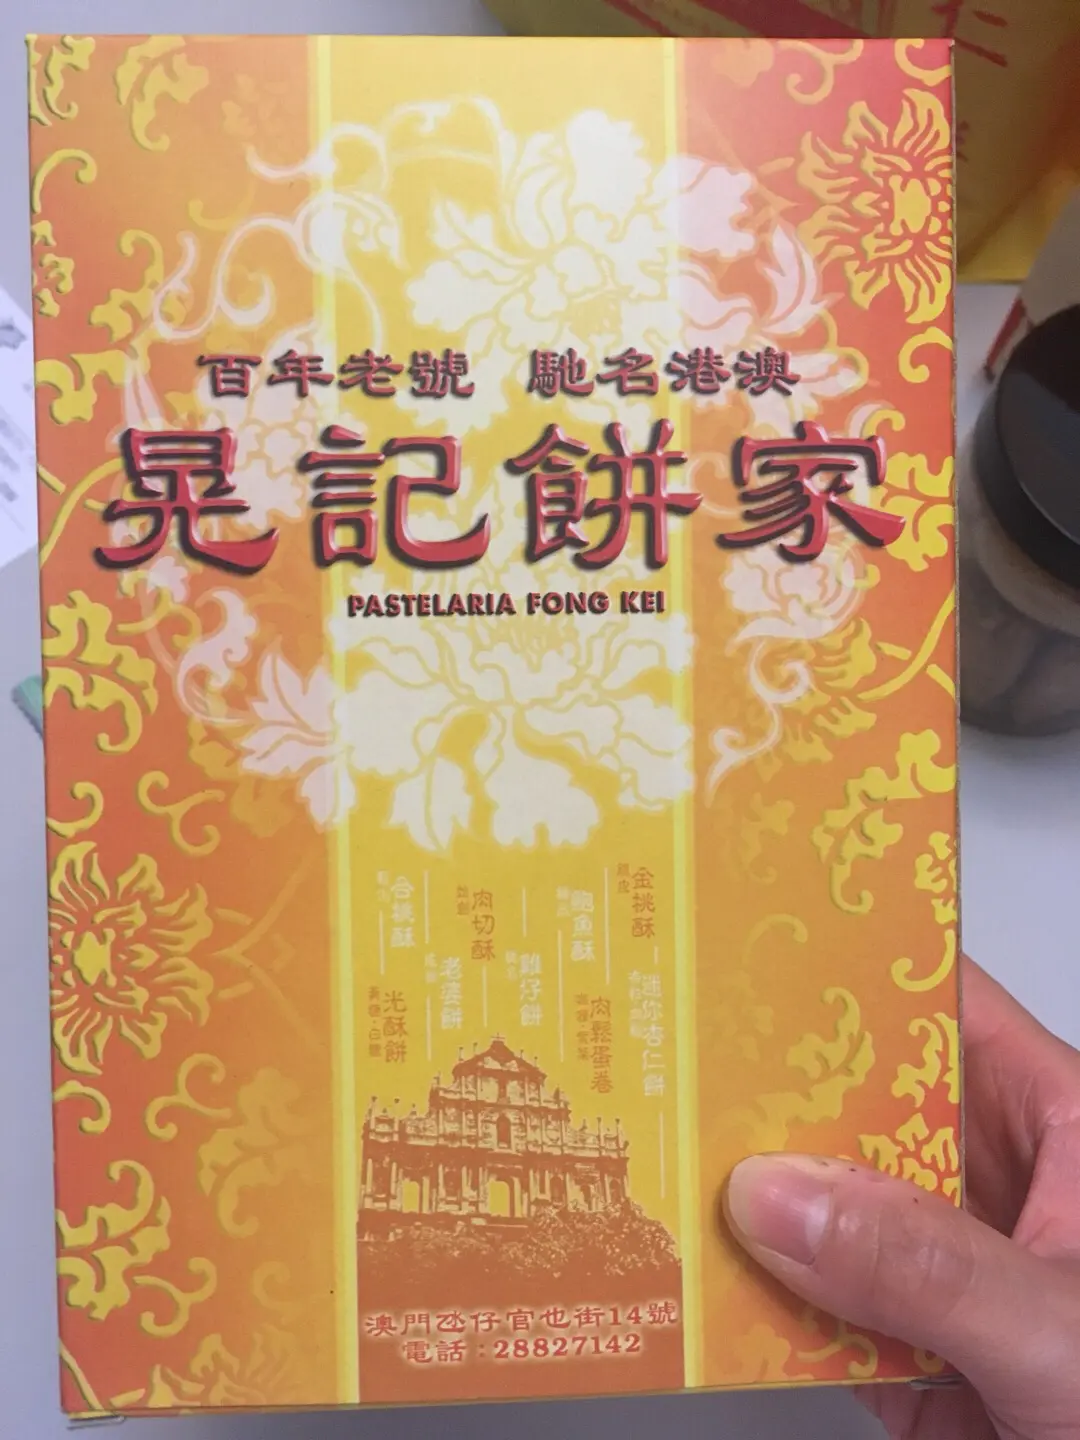 百年老號 馳名港澳
晃記餅家
PASTELARIA FONG KEI
金桃酥
鮑魚酥
肉切酥
合桃酥
迷你杏仁餅
雞仔餅
老婆餅
肉鬆蛋卷
光酥餅
澳門氹仔官也街14號
電話：28827142